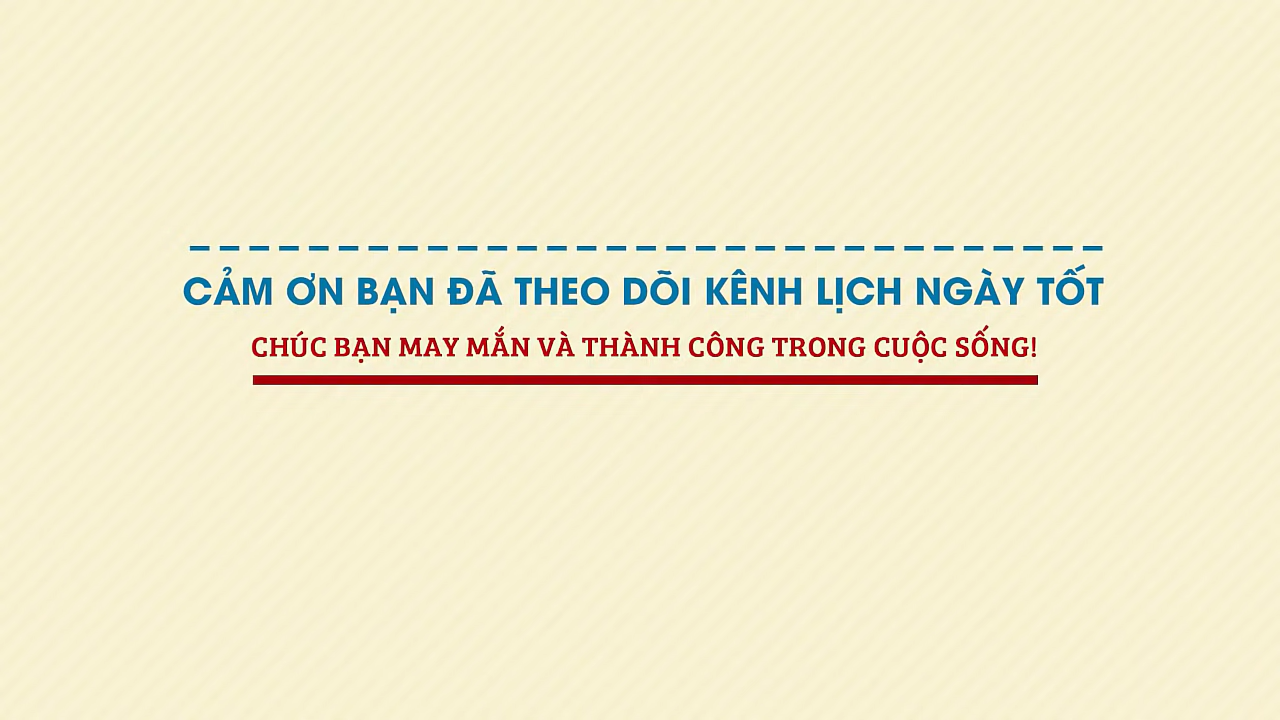 CẢM ƠN BẠN ĐÃ THEO DÕI KÊNH LỊCH NGÀY TỐT
CHÚC BẠN MAY MẮN VÀ THÀNH CÔNG TRONG CUỘC SỐNG!